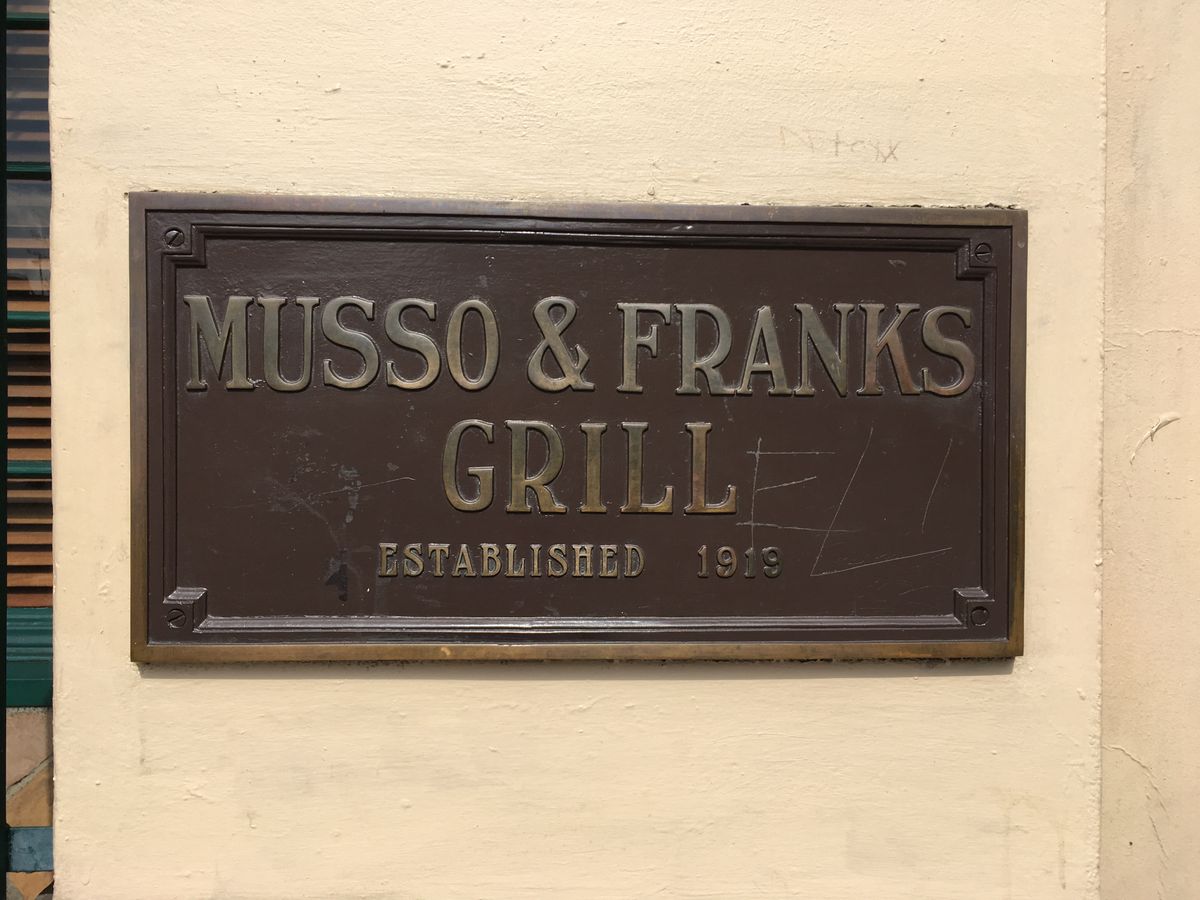 MUSSO & FRANKS
GRILL
ESTABLISHED 1919